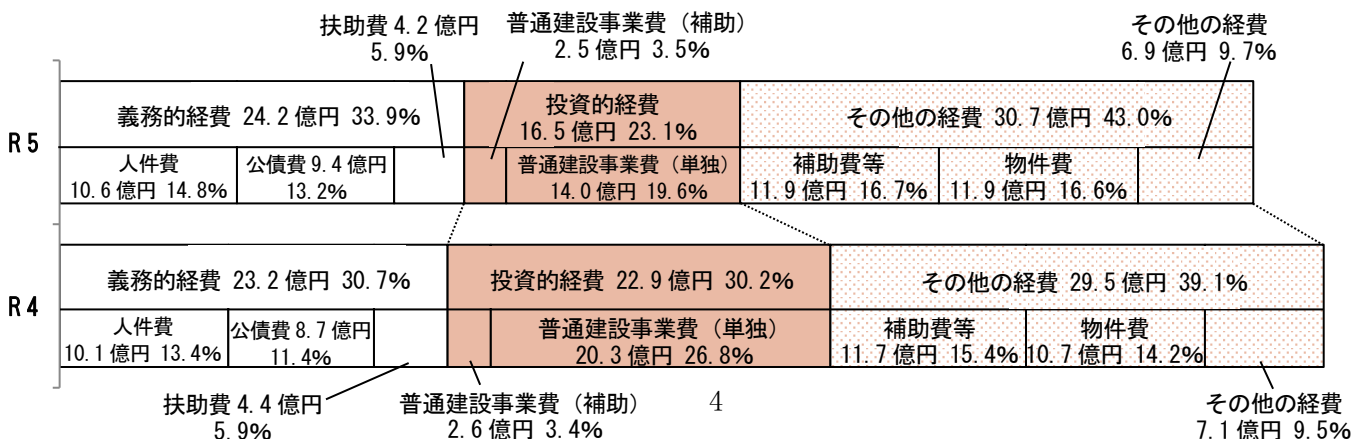 扶助費 4.2 億円
5.9%
普通建設事業費（補助）
2.5 億円 3.5%
その他の経費
6.9 億円 9.7%
R5
義務的経費 24.2 億円 33.9%
投資的経費
16.5 億円 23.1%
その他の経費 30.7 億円 43.0%
人件費
10.6 億円 14.8%
公債費 9.4 億円
13.2%
普通建設事業費（単独）
14.0 億円 19.6%
補助費等
11.9 億円 16.7%
物件費
11.9 億円 16.6%
R4
義務的経費 23.2 億円 30.7%
投資的経費 22.9 億円 30.2%
その他の経費 29.5 億円 39.1%
人件費
10.1 億円 13.4%
公債費 8.7 億円
11.4%
普通建設事業費（単独）
20.3 億円 26.8%
補助費等
11.7 億円 15.4%
物件費
10.7 億円 14.2%
扶助費 4.4 億円
5.9%
普通建設事業費（補助）
2.6 億円 3.4%
4
その他の経費
7.1 億円 9.5%